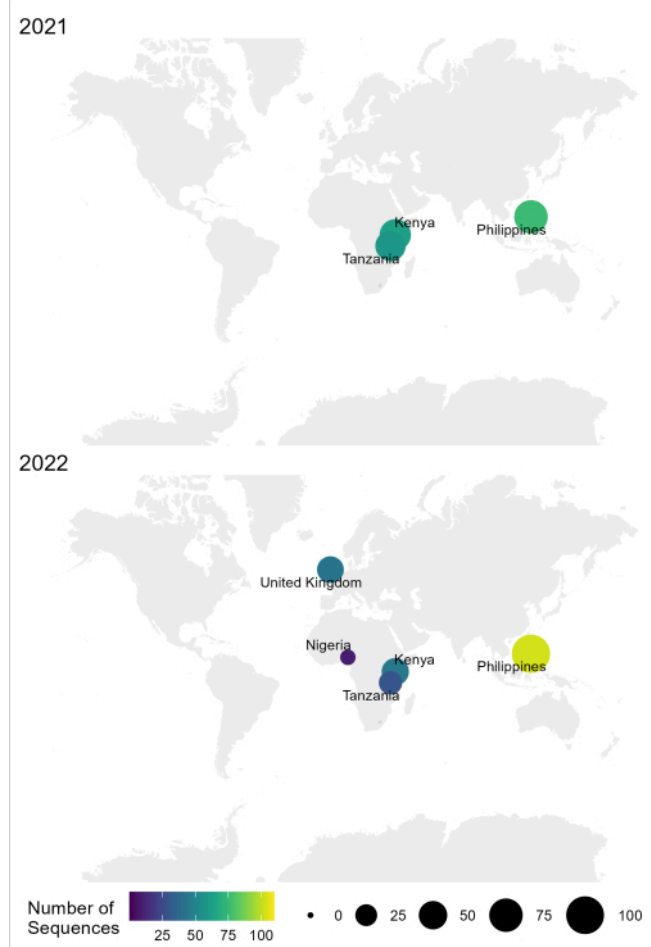 2021
Kenya
Philippines
Tanzania
2022
United Kingdom
Nigeria
Kenya
Philippines
Tanzania
Number of
Sequences
25 50 75 100
0 25 50 75 100